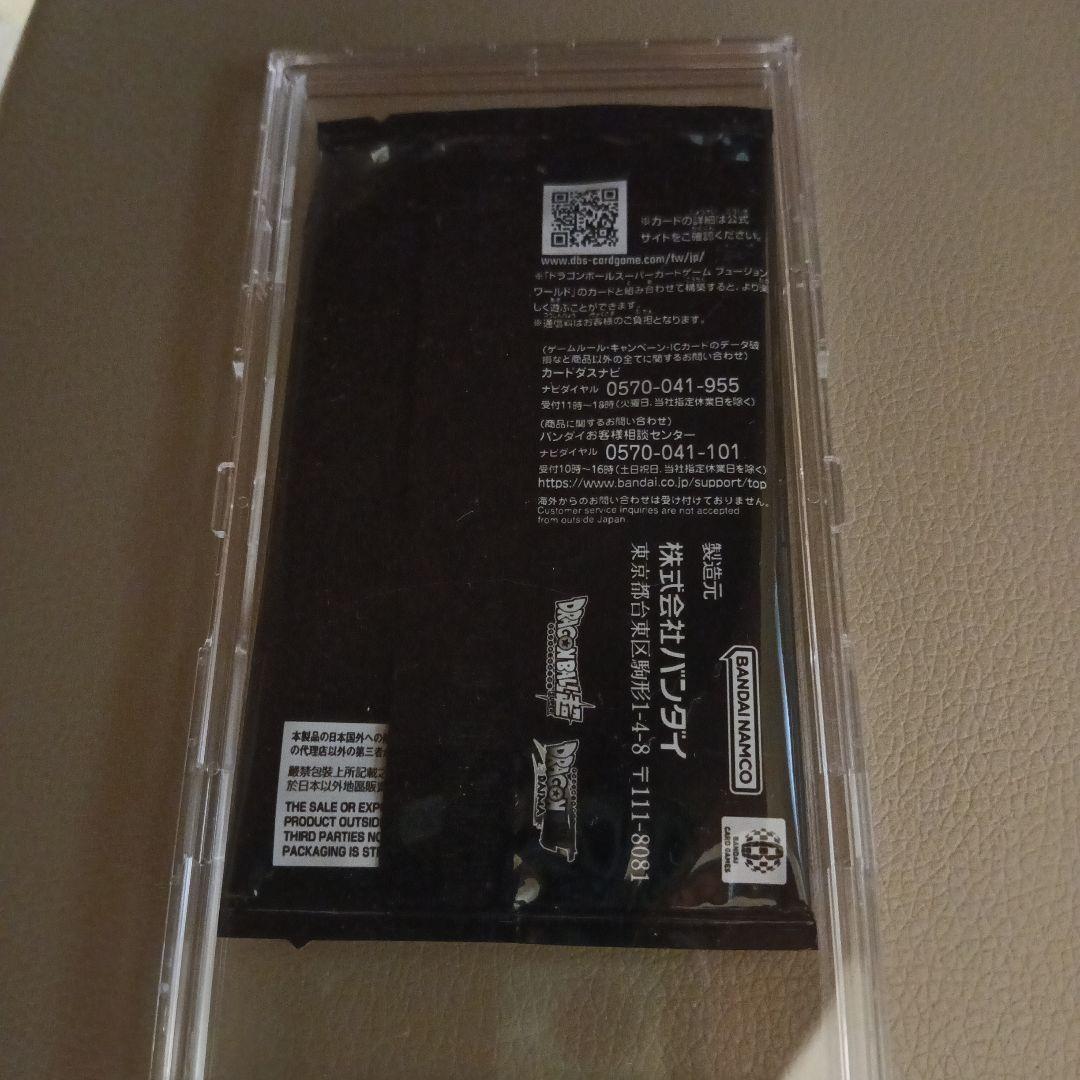 ※カードの詳細は公式
サイトをご確認ください。
www.dbs-cardgame.com/fw/jp/
※「ドラゴンボールスーパーカードゲーム フュージョン
ワールド」のカードと組み合わせて構築すると、より楽
しく遊ぶことができます。
※通信料はお客様のご負担となります。
(ゲームルール・キャンペーン・ICカードのデータ破
損など商品以外の全てに関するお問い合わせ)
カードダスナビ
ナビダイヤル 0570-041-955
受付11時~18時(火曜日、当社指定休業日を除く)
(商品に関するお問い合わせ)
バンダイお客様相談センター
ナビダイヤル 0570-041-101
受付10時~16時(土日祝日、当社指定休業日を除く)
https://www.bandai.co.jp/support/top
海外からのお問い合わせは受け付けておりません。
Customer service inquiries are not accepted
from outside Japan.
製造元
株式会社バンダイ
東京都台東区駒形1-4-8 〒111-8081
BANDAI NAMCO
DRAGONBALL超
DRAGON
DAIMA
BANDAI
CARD GAMES
本製品の日本国外への
の代理店以外の第三者
厳禁包裝上所記載之
於日本以外地區販
THE SALE OR EXP
PRODUCT OUTSID
THIRD PARTIES NO
PACKAGING IS ST